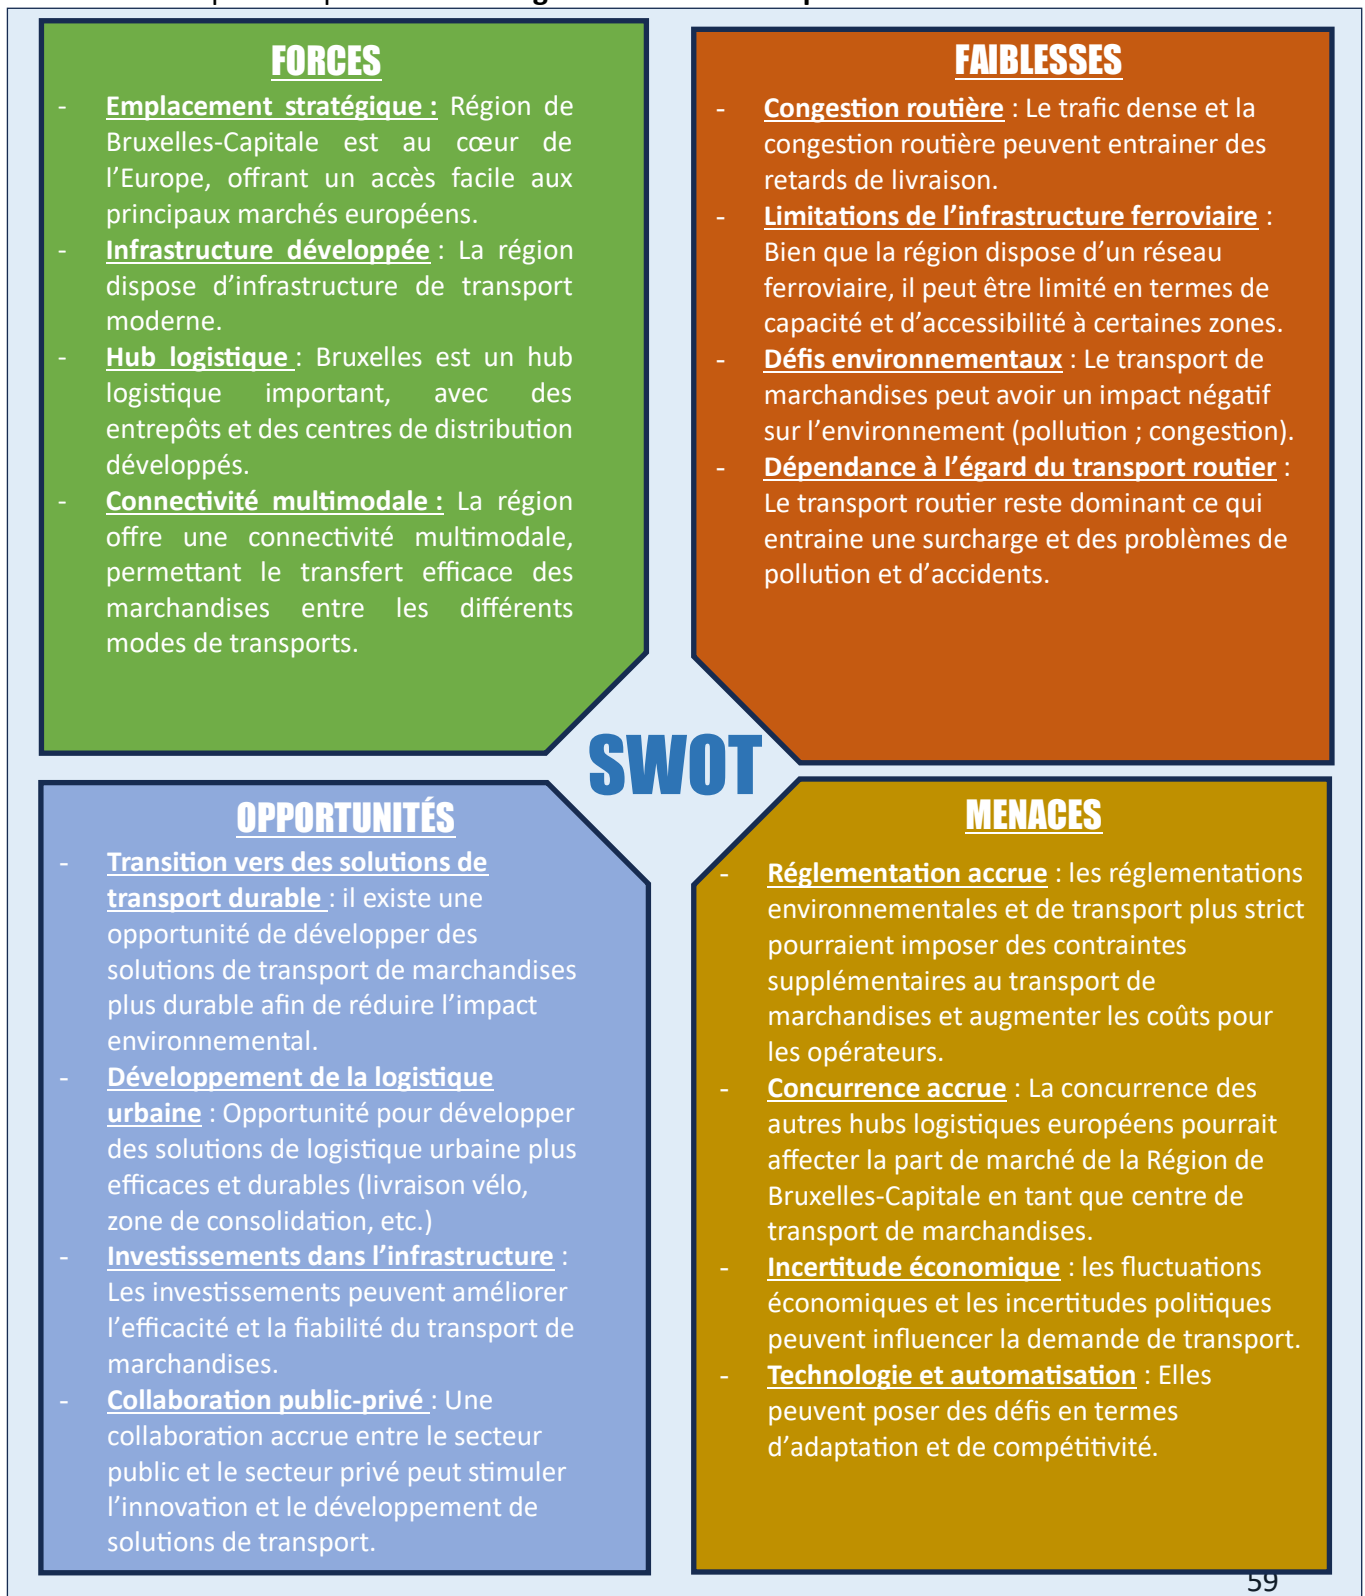 FORCES
- Emplacement stratégique : Région de
Bruxelles-Capitale est au cœur de
l’Europe, offrant un accès facile aux
principaux marchés européens.
- Infrastructure développée : La région
dispose d’infrastructure de transport
moderne.
- Hub logistique : Bruxelles est un hub
logistique important, avec des
entrepôts et des centres de distribution
développés.
- Connectivité multimodale : La région
offre une connectivité multimodale,
permettant le transfert efficace des
marchandises entre les différents
modes de transports.
FAIBLESSES
- Congestion routière : Le trafic dense et la
congestion routière peuvent entrainer des
retards de livraison.
- Limitations de l’infrastructure ferroviaire :
Bien que la région dispose d’un réseau
ferroviaire, il peut être limité en termes de
capacité et d’accessibilité à certaines zones.
- Défis environnementaux : Le transport de
marchandises peut avoir un impact négatif
sur l’environnement (pollution ; congestion).
- Dépendance à l’égard du transport routier :
Le transport routier reste dominant ce qui
entraine une surcharge et des problèmes de
pollution et d’accidents.
SWOT
OPPORTUNITÉS
- Transition vers des solutions de
transport durable : il existe une
opportunité de développer des
solutions de transport de marchandises
plus durable afin de réduire l’impact
environnemental.
- Développement de la logistique
urbaine : Opportunité pour développer
des solutions de logistique urbaine plus
efficaces et durables (livraison vélo,
zone de consolidation, etc.)
- Investissements dans l’infrastructure :
Les investissements peuvent améliorer
l’efficacité et la fiabilité du transport de
marchandises.
- Collaboration public-privé : Une
collaboration accrue entre le secteur
public et le secteur privé peut stimuler
l’innovation et le développement de
solutions de transport.
MENACES
- Réglementation accrue : les réglementations
environnementales et de transport plus strict
pourraient imposer des contraintes
supplémentaires au transport de
marchandises et augmenter les coûts pour
les opérateurs.
- Concurrence accrue : La concurrence des
autres hubs logistiques européens pourrait
affecter la part de marché de la Région de
Bruxelles-Capitale en tant que centre de
transport de marchandises.
- Incertitude économique : les fluctuations
économiques et les incertitudes politiques
peuvent influencer la demande de transport.
- Technologie et automatisation : Elles
peuvent poser des défis en termes
d’adaptation et de compétitivité.
59